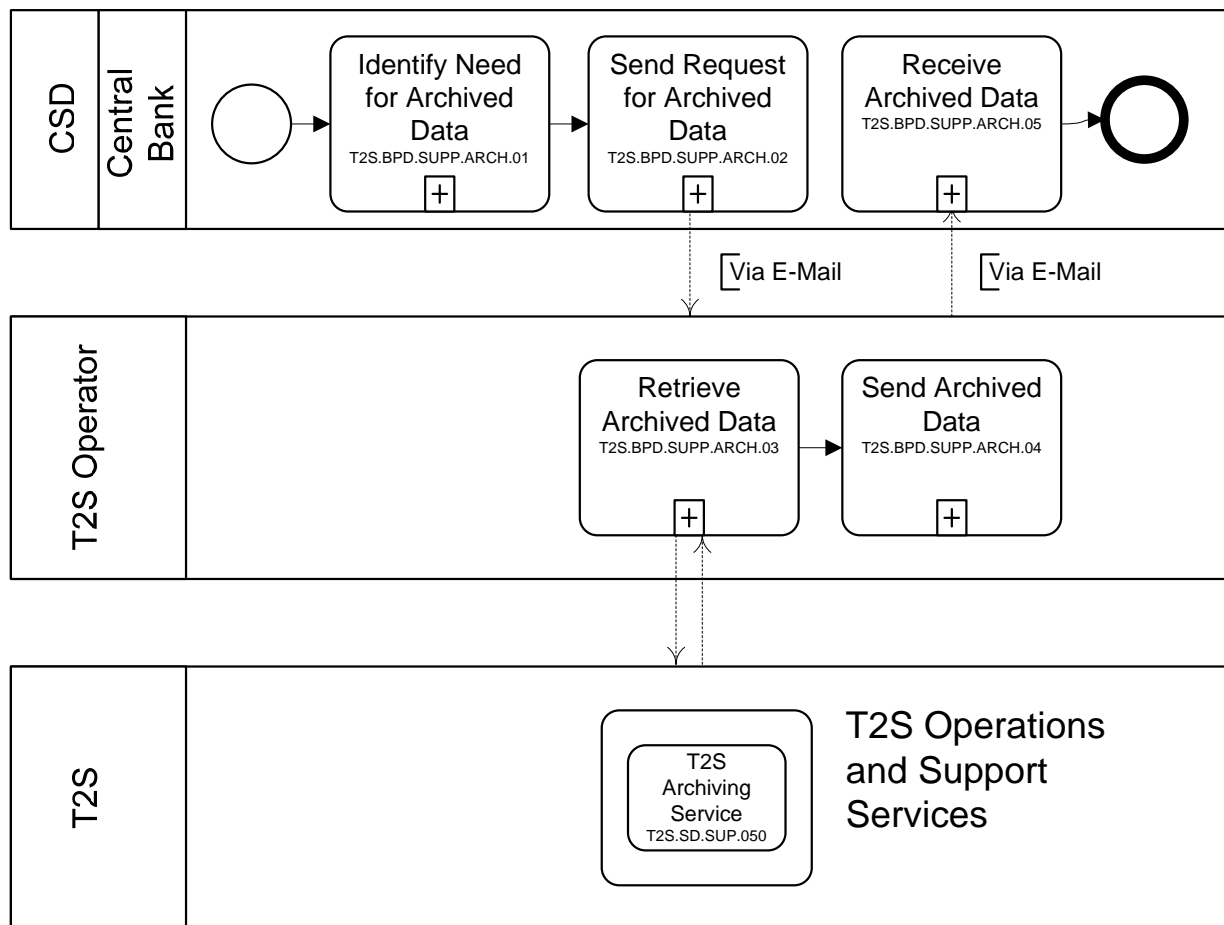 CSD
Central
Bank
Identify Need
for Archived
Data
T2S.BPD.SUPP.ARCH.01
Send Request
for Archived
Data
T2S.BPD.SUPP.ARCH.02
Receive
Archived Data
T2S.BPD.SUPP.ARCH.05
Via E-Mail
Via E-Mail
T2S Operator
Retrieve
Archived Data
T2S.BPD.SUPP.ARCH.03
Send Archived
Data
T2S.BPD.SUPP.ARCH.04
T2S
T2S
Archiving
Service
T2S.SD.SUP.050
T2S Operations
and Support
Services